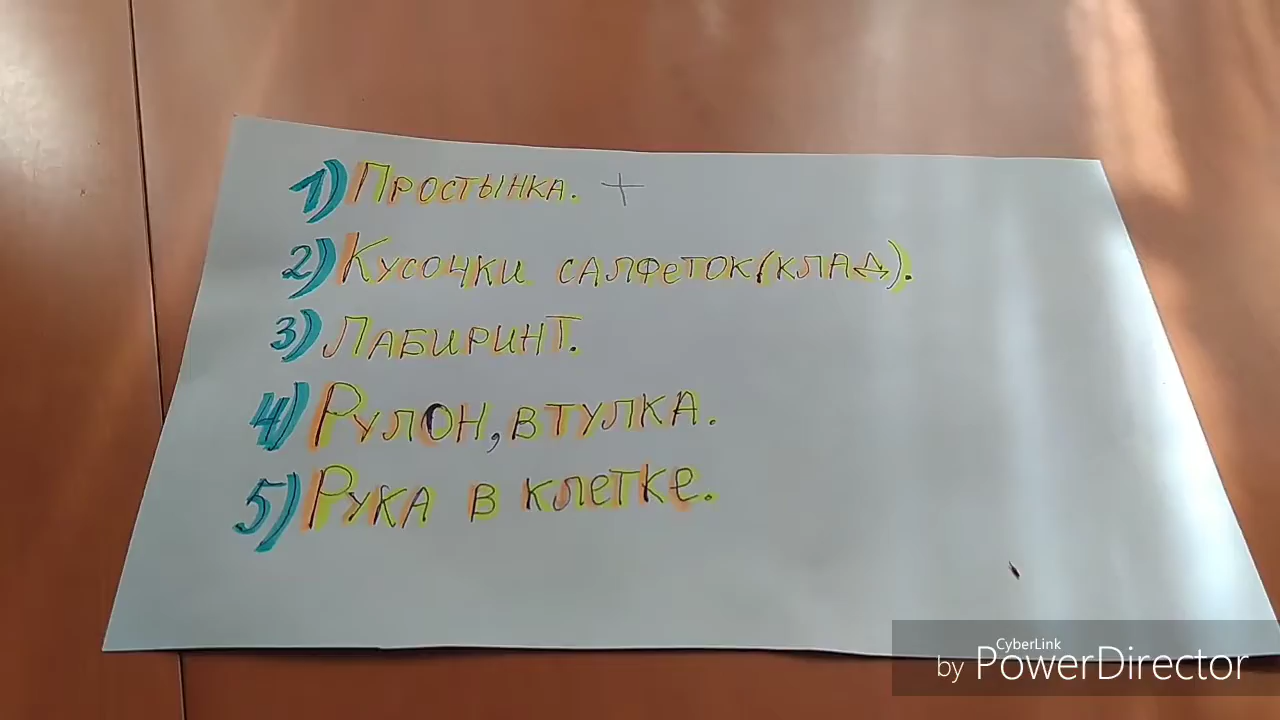 1) Простынка. +
2) Кусочки салфеток(клад).
3) Лабиринт.
4) Рулон, втулка.
5) Рука в клетке.
CyberLink
by PowerDirector